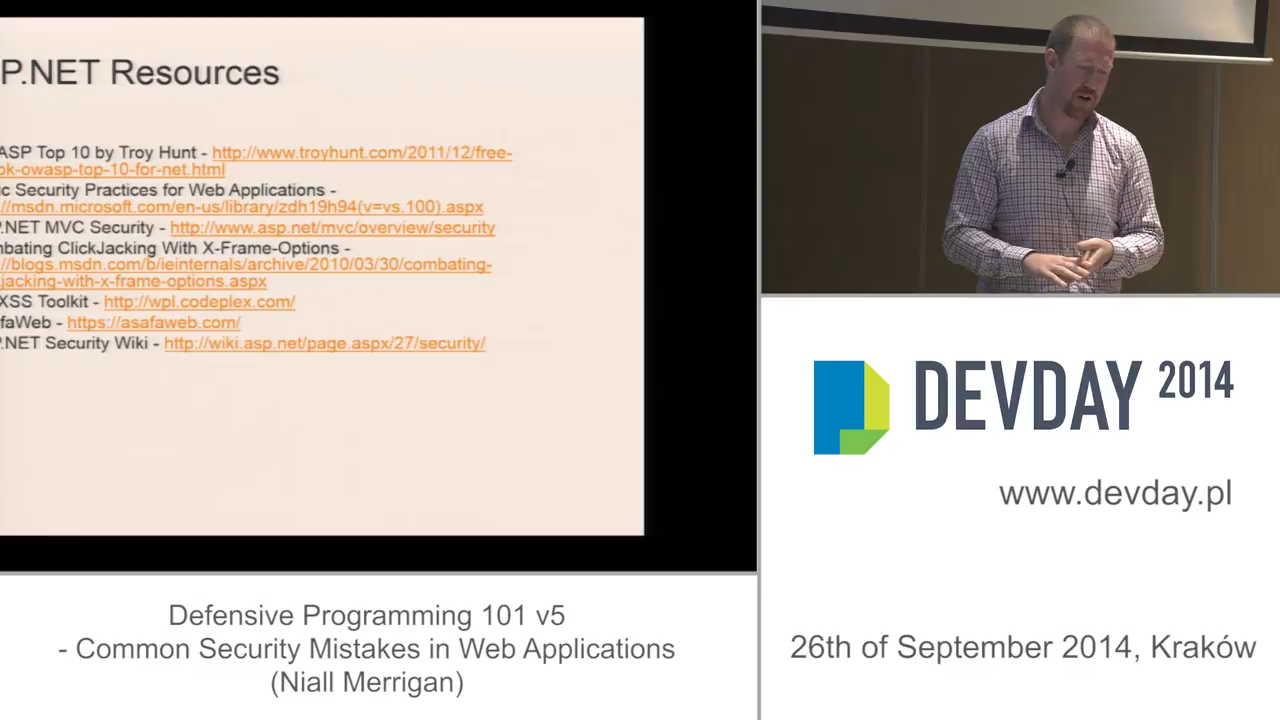 P.NET Resources
ASP Top 10 by Troy Hunt - http://www.troyhunt.com/2011/12/free-
ok-owasp-top-10-for-net.html
ic Security Practices for Web Applications -
//msdn.microsoft.com/en-us/library/zdh19h94(v=vs.100).aspx
P.NET MVC Security - http://www.asp.net/mvc/overview/security
mbating ClickJacking With X-Frame-Options -
//blogs.msdn.com/b/ieinternals/archive/2010/03/30/combating-
jacking-with-x-frame-options.aspx
XSS Toolkit - http://wpl.codeplex.com/
faWeb - https://asafaweb.com/
P.NET Security Wiki - http://wiki.asp.net/page.aspx/27/security/
DEVDAY 2014
www.devday.pl
Defensive Programming 101 v5
- Common Security Mistakes in Web Applications
(Niall Merrigan)
26th of September 2014, Kraków